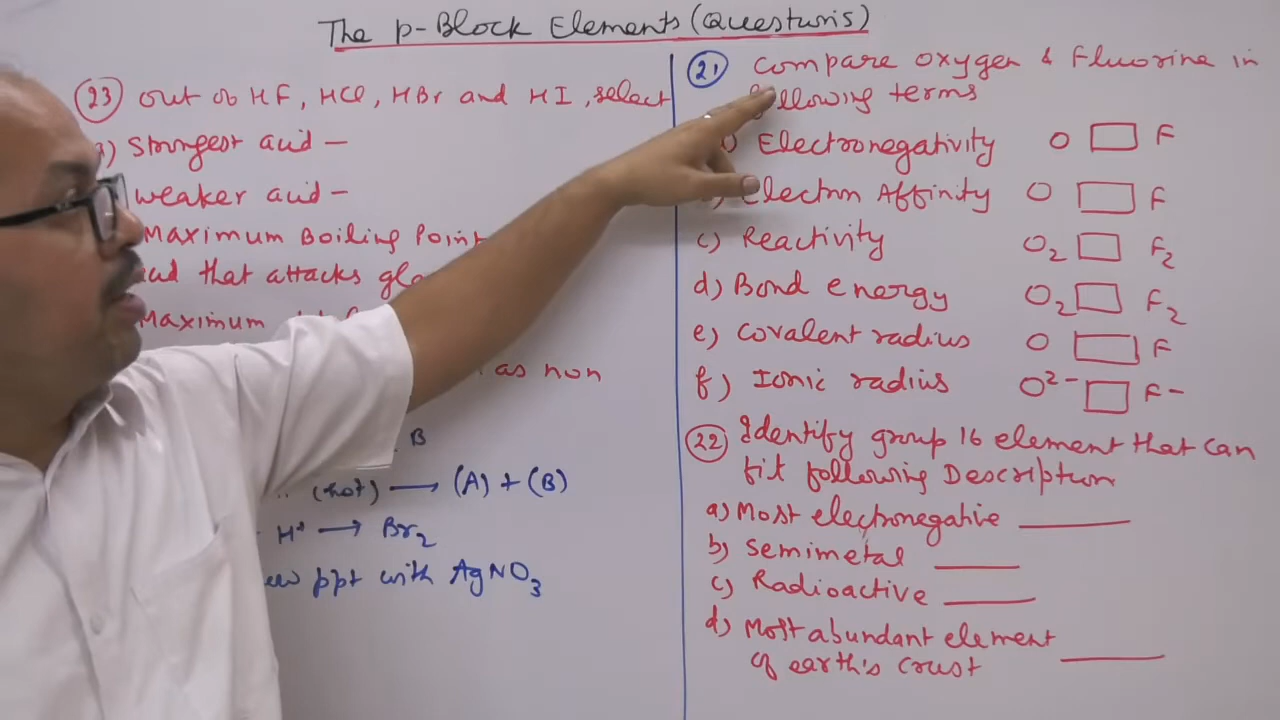 The p-Block Elements (Questuris)
23 Out of HF, HCl, HBr and HI, select
a) Strongest acid —
weaker acid —
Maximum Boiling Point
acid that attacks
Maximum
as non
B
(hot) → (A) + (B)
H+ → Br2
ppt with AgNO3
21 Compare oxygen & Fluorine in
following terms
Electronegativity O F
Electron Affinity O F
c) Reactivity O2 F2
d) Bond energy O2 F2
e) Covalent radius O F
f) Ionic radius O2- F-
22 Identify group 16 element that can
fit following Description
a) Most electronegative
b) Semimetal
c) Radioactive
d) Most abundant element
of earth's crust